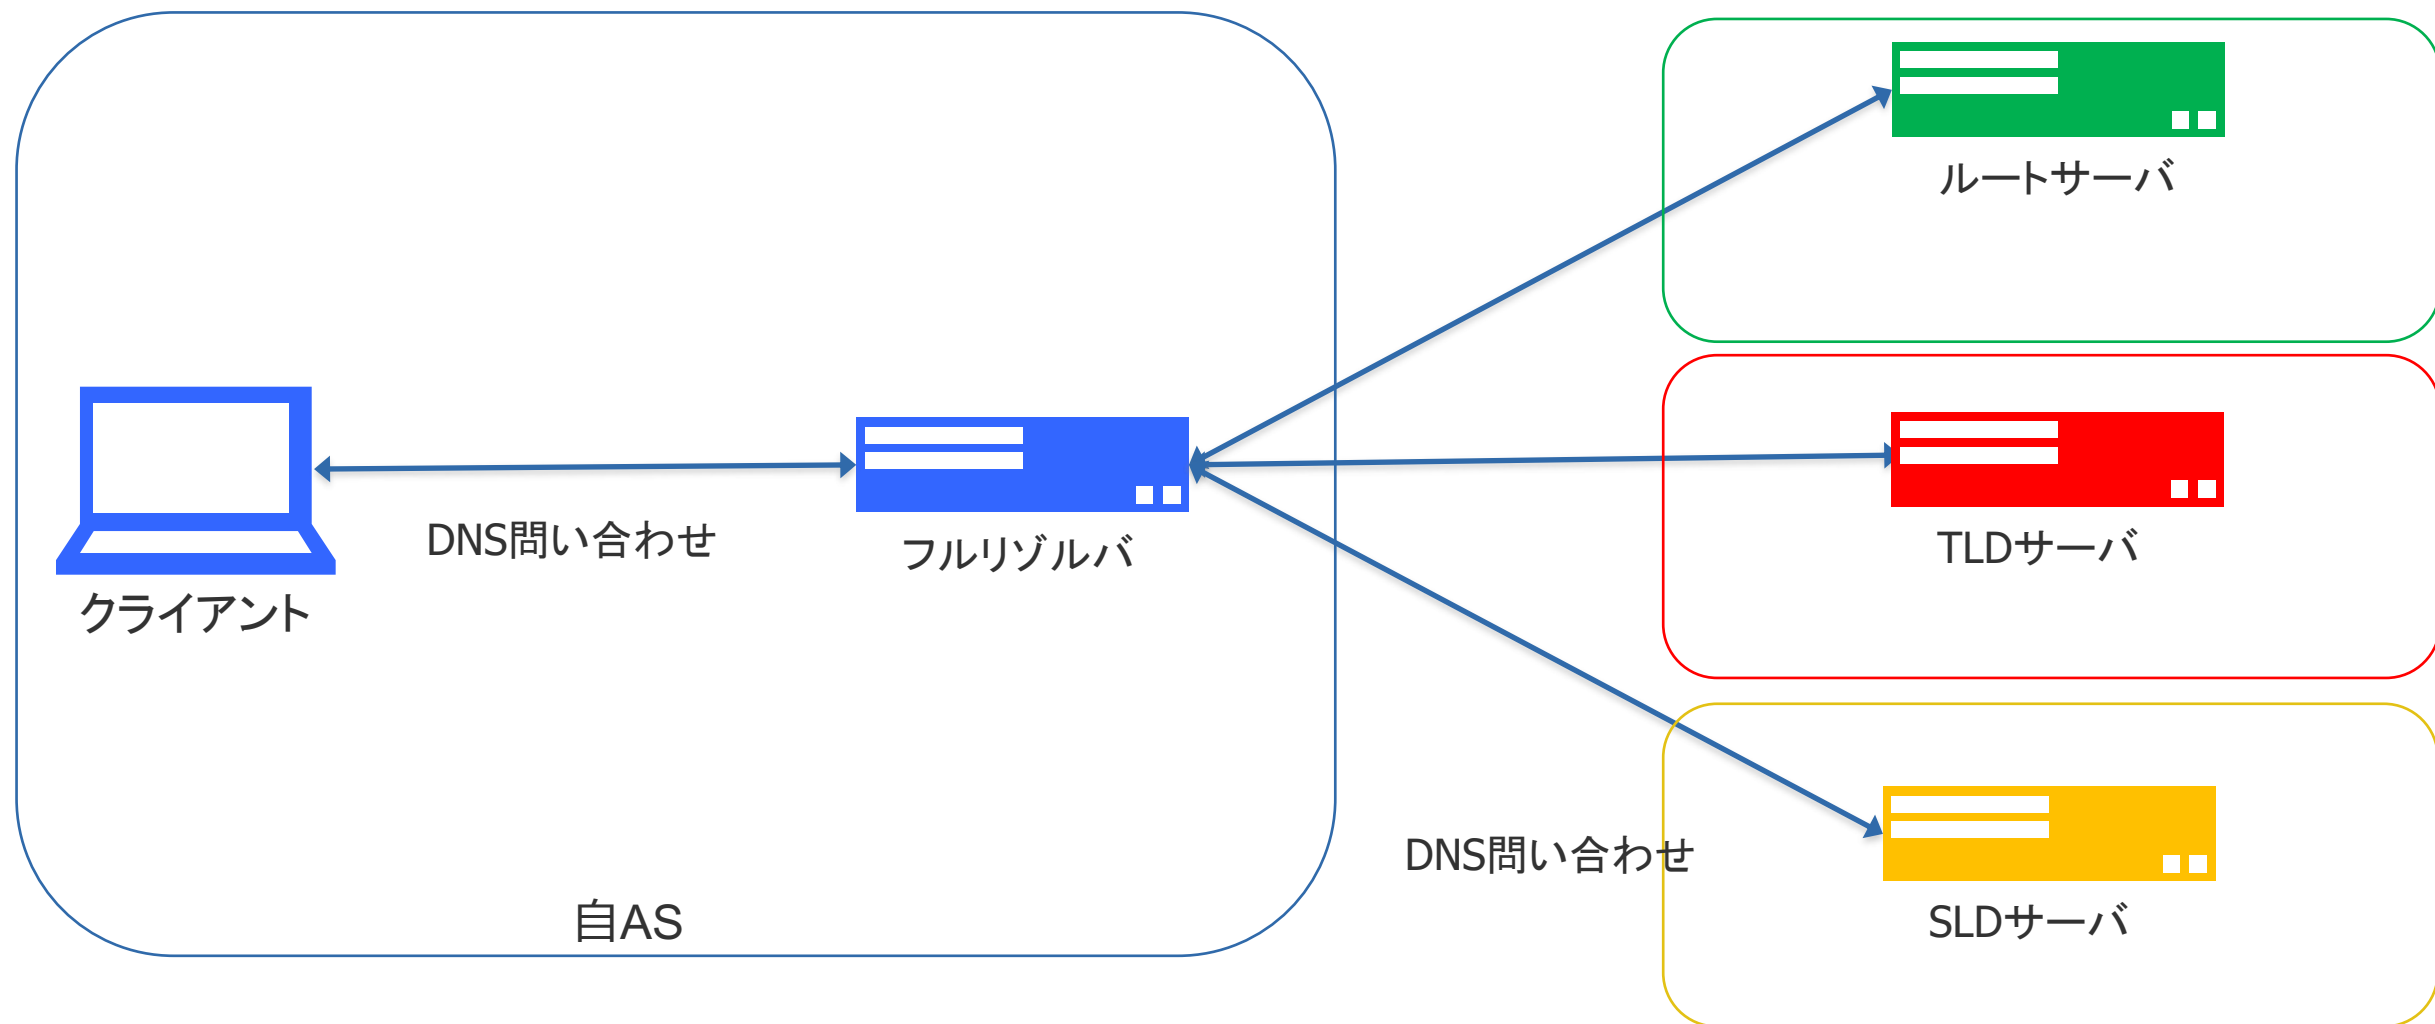 ルートサーバ
DNS問い合わせ
フルリゾルバ
TLDサーバ
クライアント
DNS問い合わせ
自AS
SLDサーバ